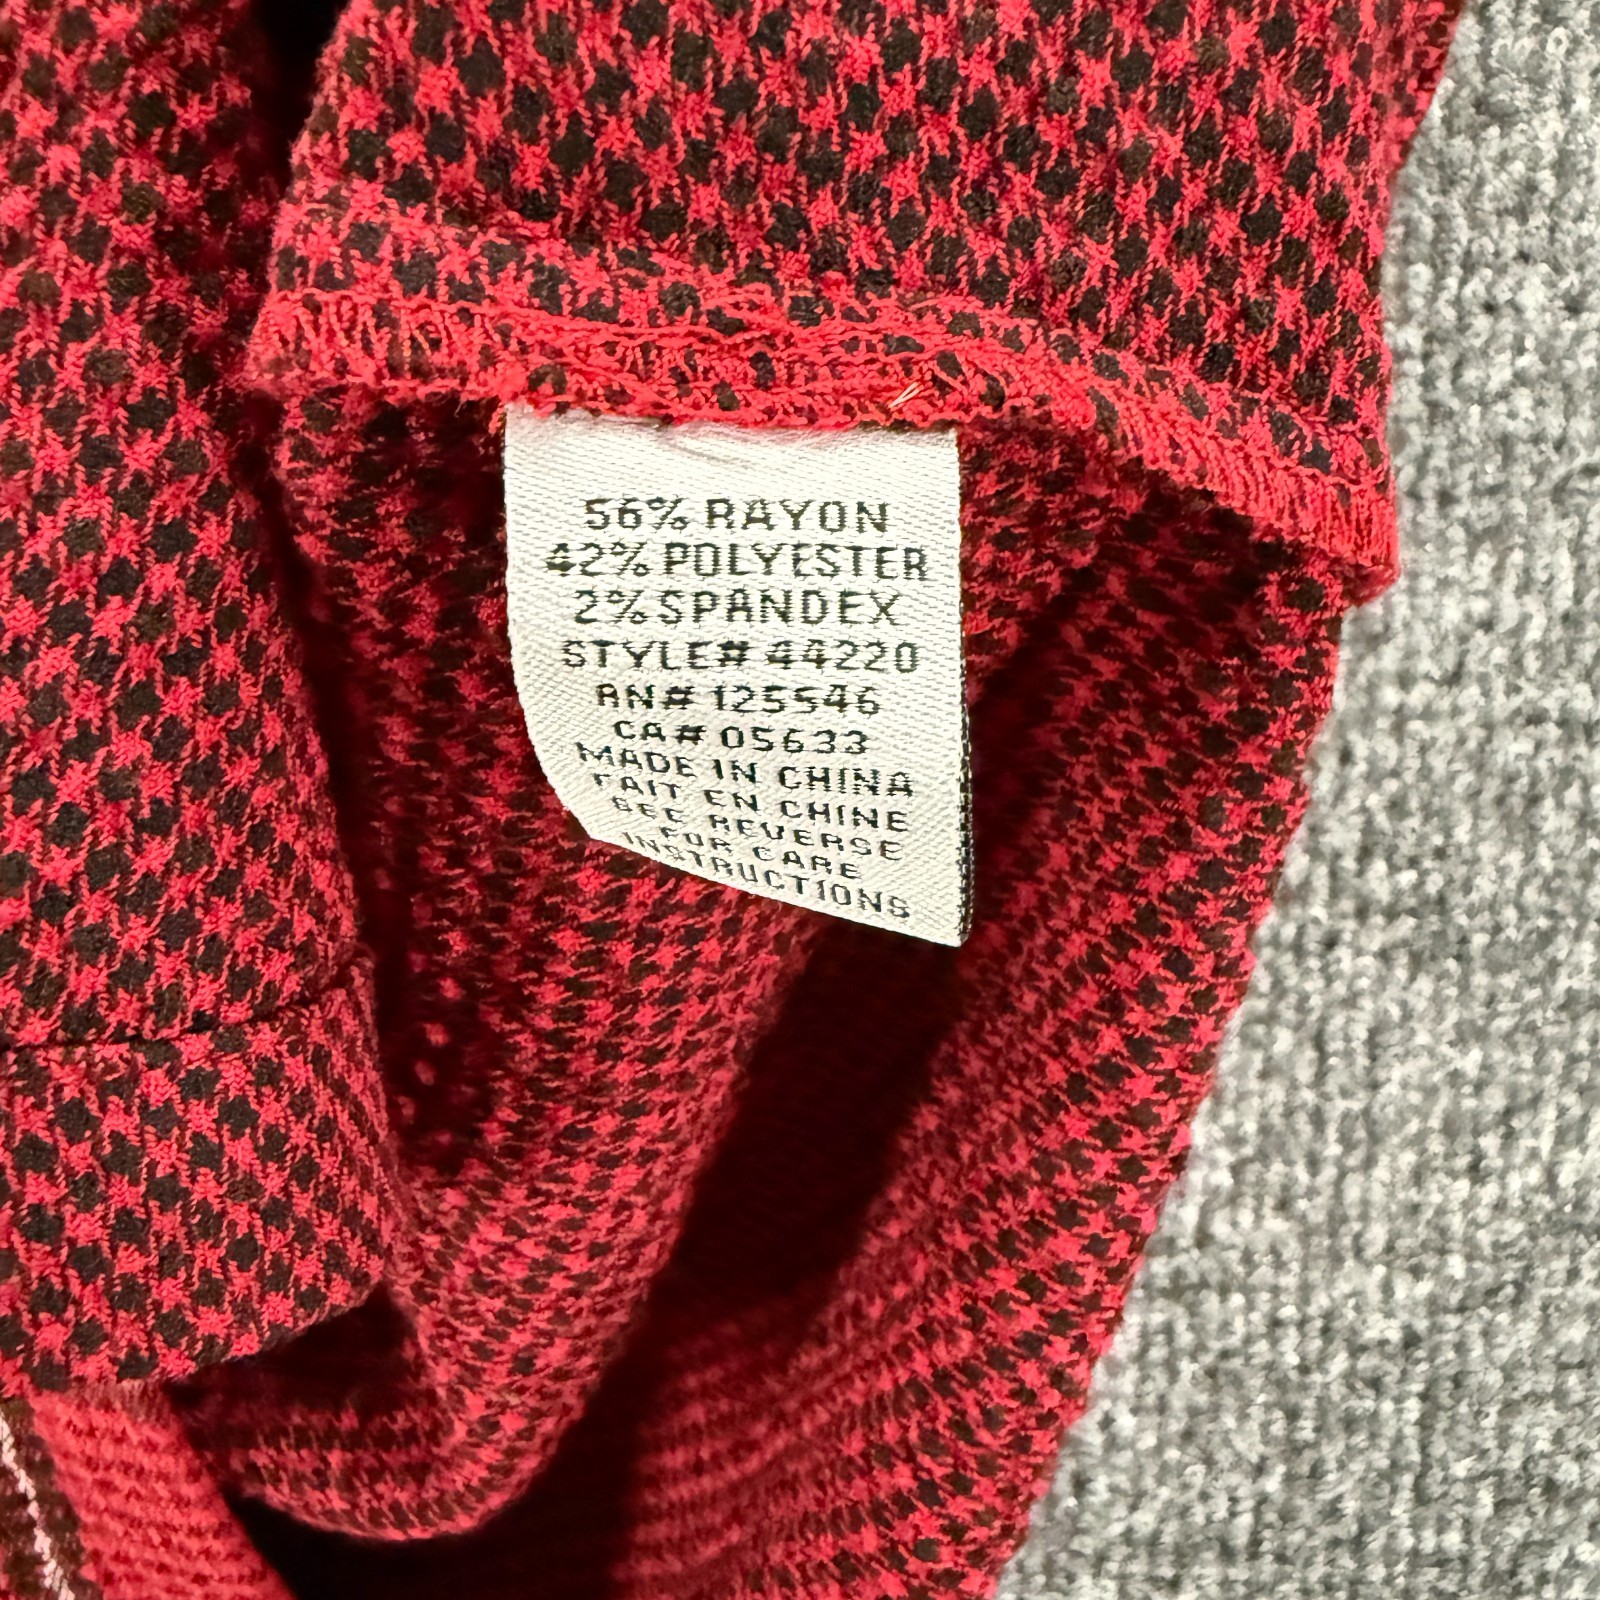 56% RAYON
42% POLYESTER
2% SPANDEX
STYLE# 44220
RN# 125546
CA# 05633
MADE IN CHINA
FAIT EN CHINE
SEE REVERSE
FOR CARE
INSTRUCTIONS